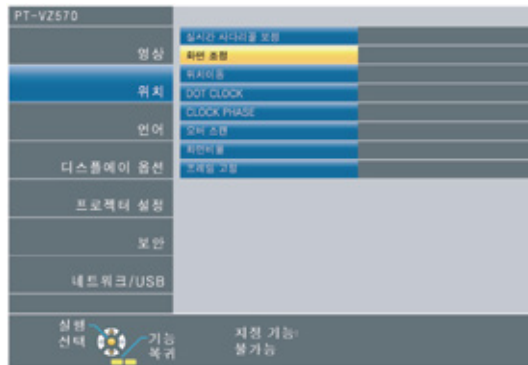 PT-VZ570
영상
위치
언어
디스플레이 옵션
프로젝터 설정
보안
네트워크/USB
실시간 사다리꼴 보정
화면 조정
위치이동
DOT CLOCK
CLOCK PHASE
오버 스캔
화면비율
프레임 고정
실행
선택
기능
복귀
지정 기능:
불가능